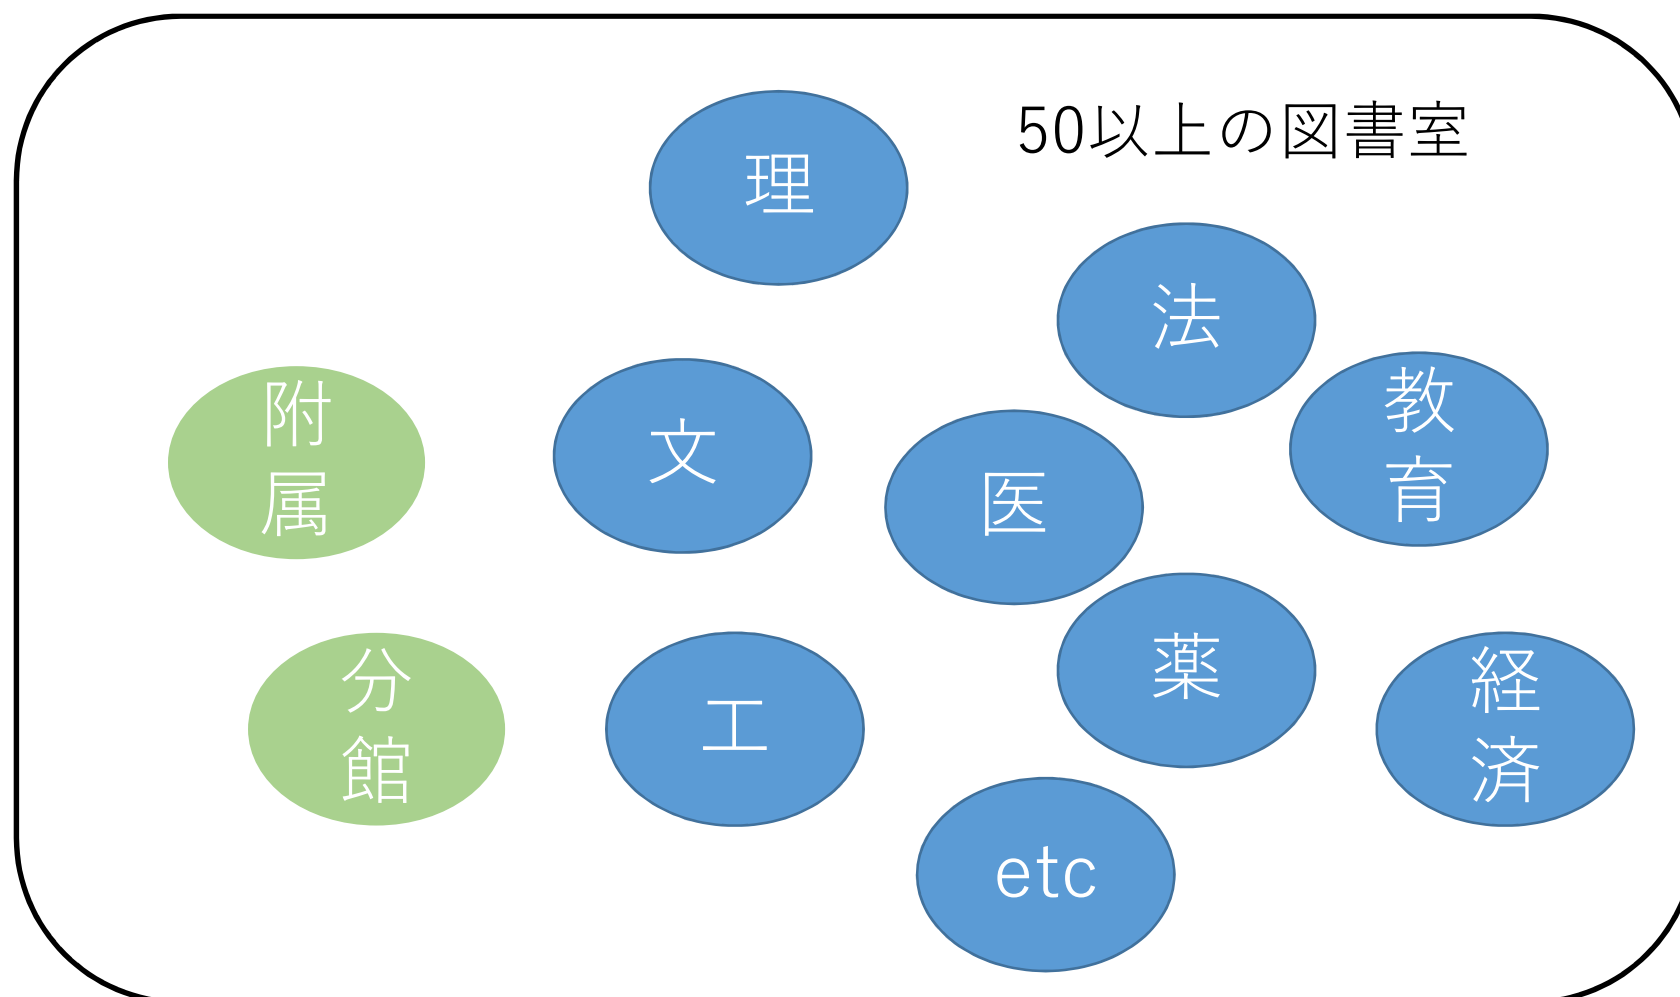 50以上の図書室
理
法
附
属
文
医
教
育
分
館
工
薬
経
済
etc